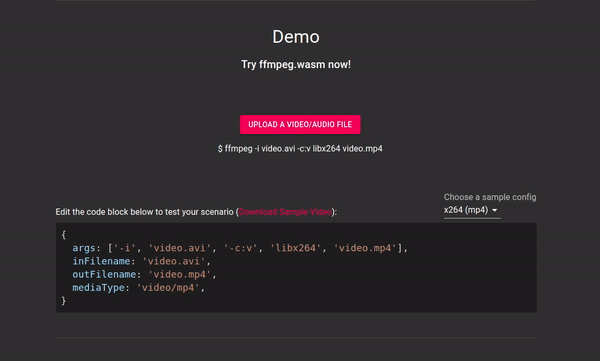 Demo
Try ffmpeg.wasm now!
UPLOAD A VIDEO/AUDIO FILE
$ ffmpeg -i video.avi -c:v libx264 video.mp4
Choose a sample config
x264 (mp4)
Edit the code block below to test your scenario (Download Sample Video):
{
  args: ['-i', 'video.avi', '-c:v', 'libx264', 'video.mp4'],
  inFilename: 'video.avi',
  outFilename: 'video.mp4',
  mediaType: 'video/mp4',
}